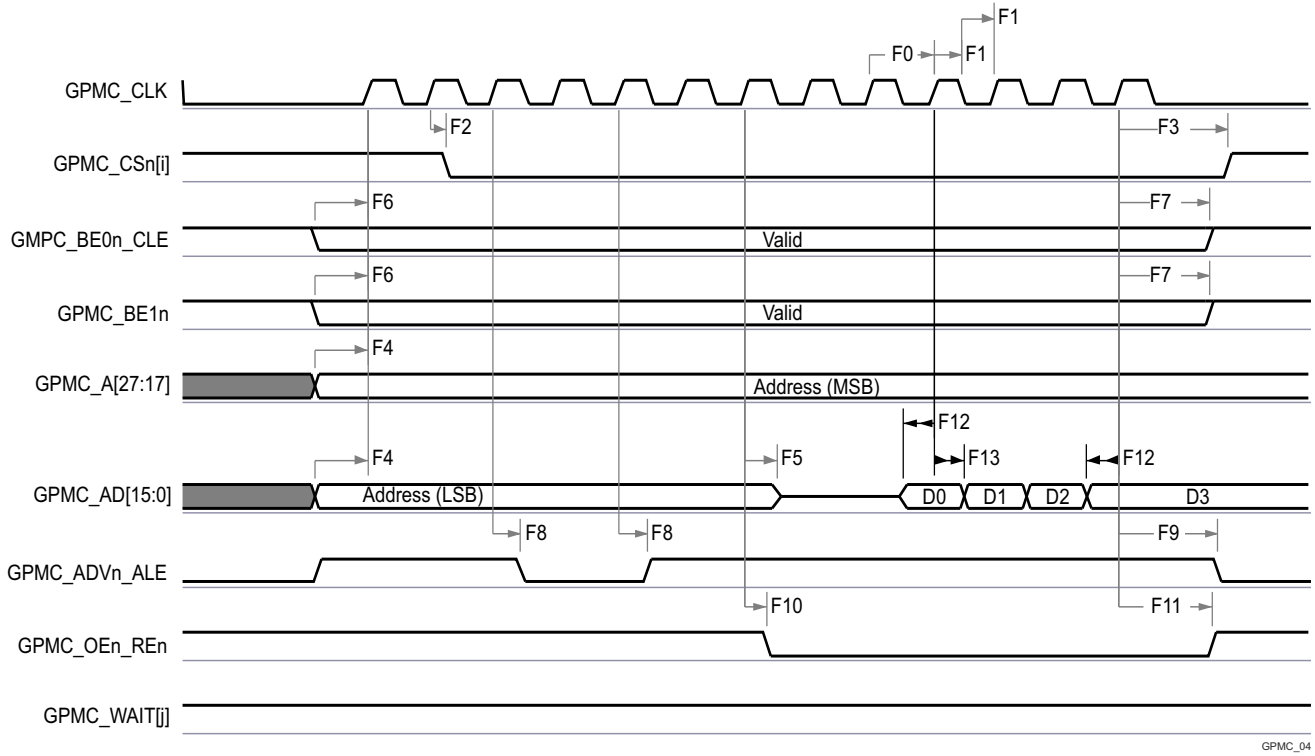 F1
F0 F1
GPMC_CLK
F2 F3
GPMC_CSn[i]
F6 F7
GMPC_BE0n_CLE Valid
F6 F7
GPMC_BE1n Valid
F4
GPMC_A[27:17] Address (MSB)
F12
F4 F5 F13 F12
GPMC_AD[15:0] Address (LSB) D0 D1 D2 D3
F8 F8 F9
GPMC_ADVn_ALE
F10 F11
GPMC_OEn_REn
GPMC_WAIT[j]
GPMC_04